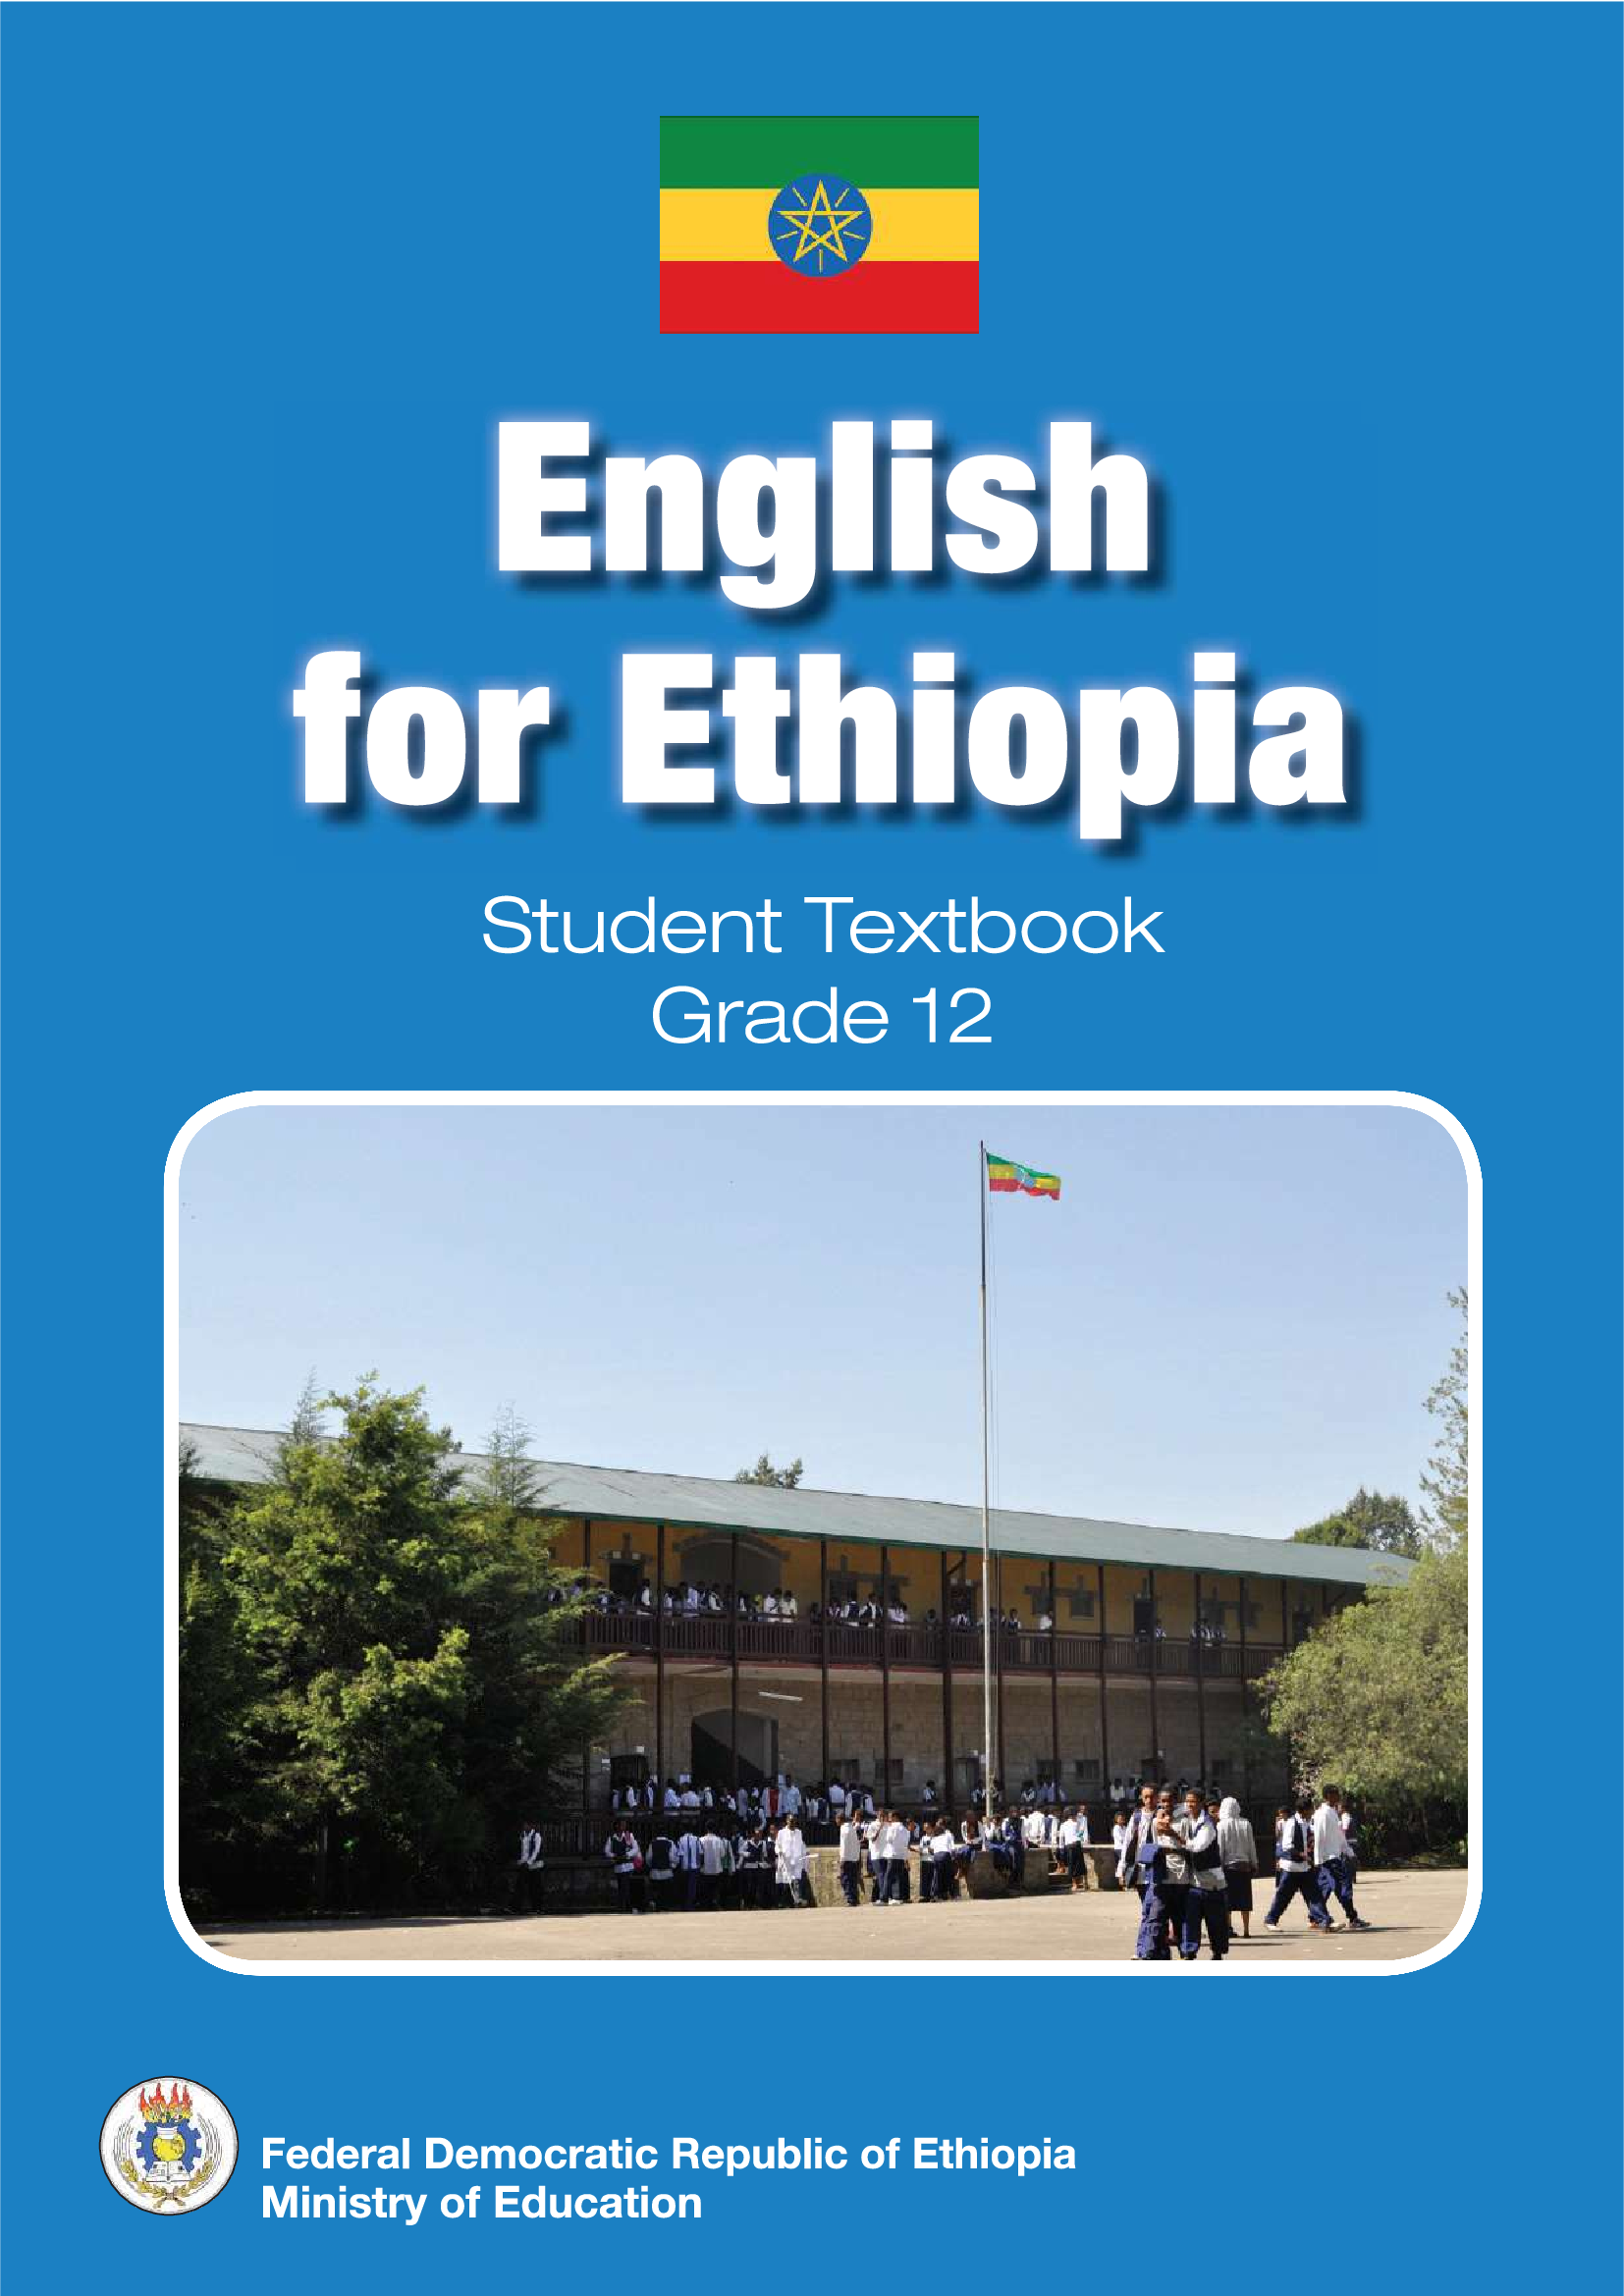 English
for Ethiopia
Student Textbook
Grade 12
Federal Democratic Republic of Ethiopia
Ministry of Education